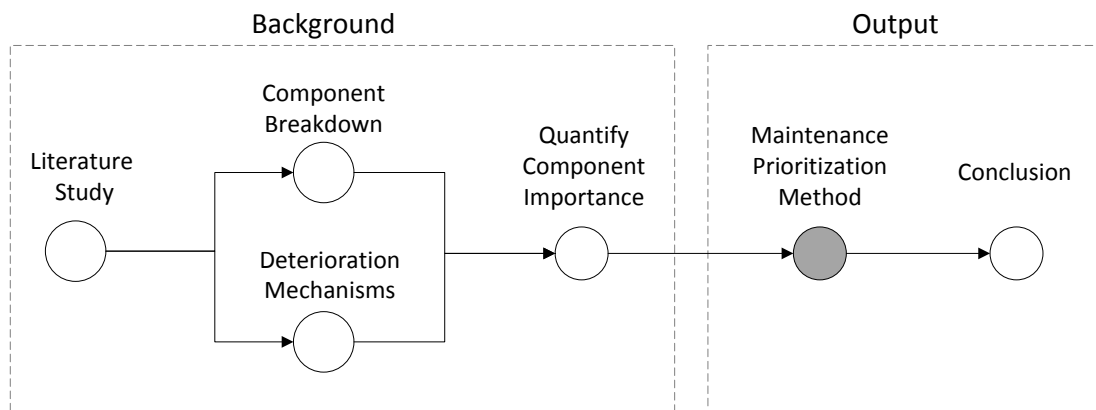 Background
Output
Literature
Study
Component
Breakdown
Deterioration
Mechanisms
Quantify
Component
Importance
Maintenance
Prioritization
Method
Conclusion